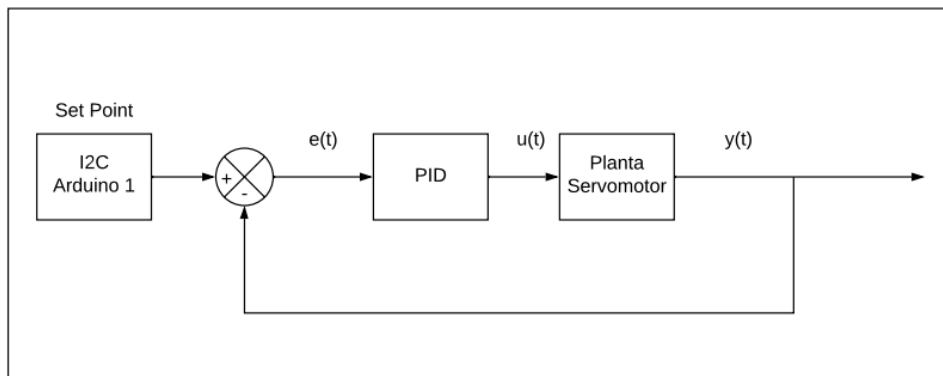 Set Point
I2C
Arduino 1
+
-
e(t)
PID
u(t)
Planta
Servomotor
y(t)